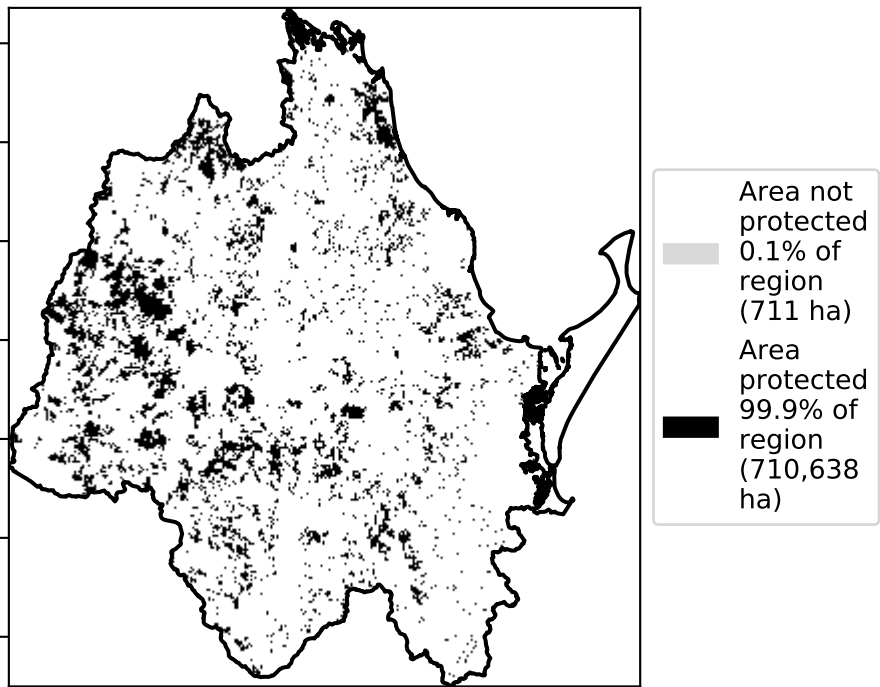 Area not
protected
0.1% of
region
(711 ha)
Area
protected
99.9% of
region
(710,638
ha)